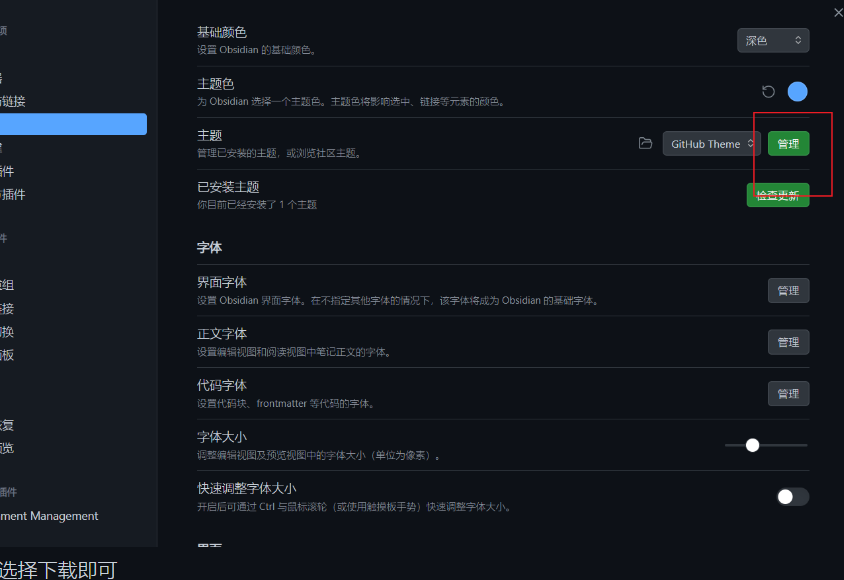 链接
插件
插件
件
组
接
换
板
复
览
插件
ment Management
基础颜色
设置 Obsidian 的基础颜色。
深色
主题色
为 Obsidian 选择一个主题色。主题色将影响选中、链接等元素的颜色。
主题
管理已安装的主题，或浏览社区主题。
GitHub Theme
管理
已安装主题
你目前已经安装了 1 个主题
检查更新
字体
界面字体
设置 Obsidian 界面字体。在不指定其他字体的情况下，该字体将成为 Obsidian 的基础字体。
管理
正文字体
设置编辑视图和阅读视图中笔记正文的字体。
管理
代码字体
设置代码块、frontmatter 等代码的字体。
管理
字体大小
调整编辑视图及预览视图中的字体大小（单位为像素）。
快速调整字体大小
开启后可通过 Ctrl 与鼠标滚轮（或使用触摸板手势）快速调整字体大小。
选择下载即可